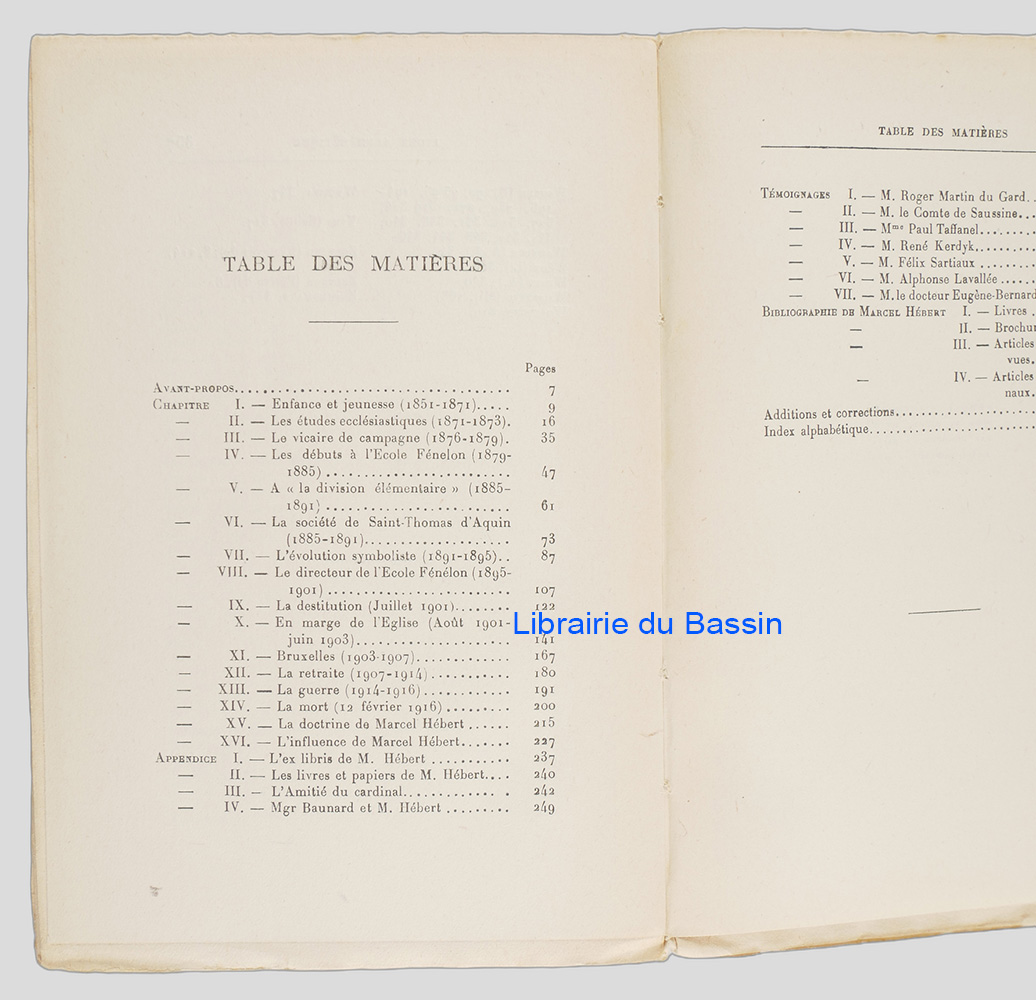 TABLE DES MATIÈRES
Pages
AVANT-PROPOS..................................... 7
CHAPITRE I. — Enfance et jeunesse (1851-1871)..... 9
— II. — Les études ecclésiastiques (1871-1873). 16
— III. — Le vicaire de campagne (1876-1879). 35
— IV. — Les débuts à l'Ecole Fénelon (1879-
1885) ........................ 47
— V. — A « la division élémentaire » (1885-
1891) ........................ 61
— VI. — La société de Saint-Thomas d'Aquin
(1885-1891)................... 73
— VII. — L'évolution symboliste (1891-1895).. 87
— VIII. — Le directeur de l'Ecole Fénélon (1895-
1901) ........................ 107
— IX. — La destitution (Juillet 1901)........ 122
— X. — En marge de l'Eglise (Août 1901-
juin 1903).................... 141
— XI. — Bruxelles (1903-1907)............. 167
— XII. — La retraite (1907-1914)........... 180
— XIII. — La guerre (1914-1916)............ 191
— XIV. — La mort (12 février 1916)......... 200
— XV. — La doctrine de Marcel Hébert ...... 215
— XVI. — L'influence de Marcel Hébert....... 227
APPENDICE I. — L'ex libris de M. Hébert ........... 237
— II. — Les livres et papiers de M. Hébert.... 240
— III. — L'Amitié du cardinal............. . 242
— IV. — Mgr Baunard et M. Hébert ......... 249
TABLE DES MATIÈRES
TÉMOIGNAGES I. — M. Roger Martin du Gard..
— II. — M. le Comte de Saussine...
— III. — Mme Paul Taffanel........
— IV. — M. René Kerdyk.........
— V. — M. Félix Sartiaux ........
— VI. — M. Alphonse Lavallée .....
— VII. — M. le docteur Eugène-Bernard
BIBLIOGRAPHIE DE MARCEL HÉBERT I. — Livres .
— II. — Brochu
— III. — Articles
vues.
— IV. — Articles
naux.
Additions et corrections......................
Index alphabétique..........................
Librairie du Bassin